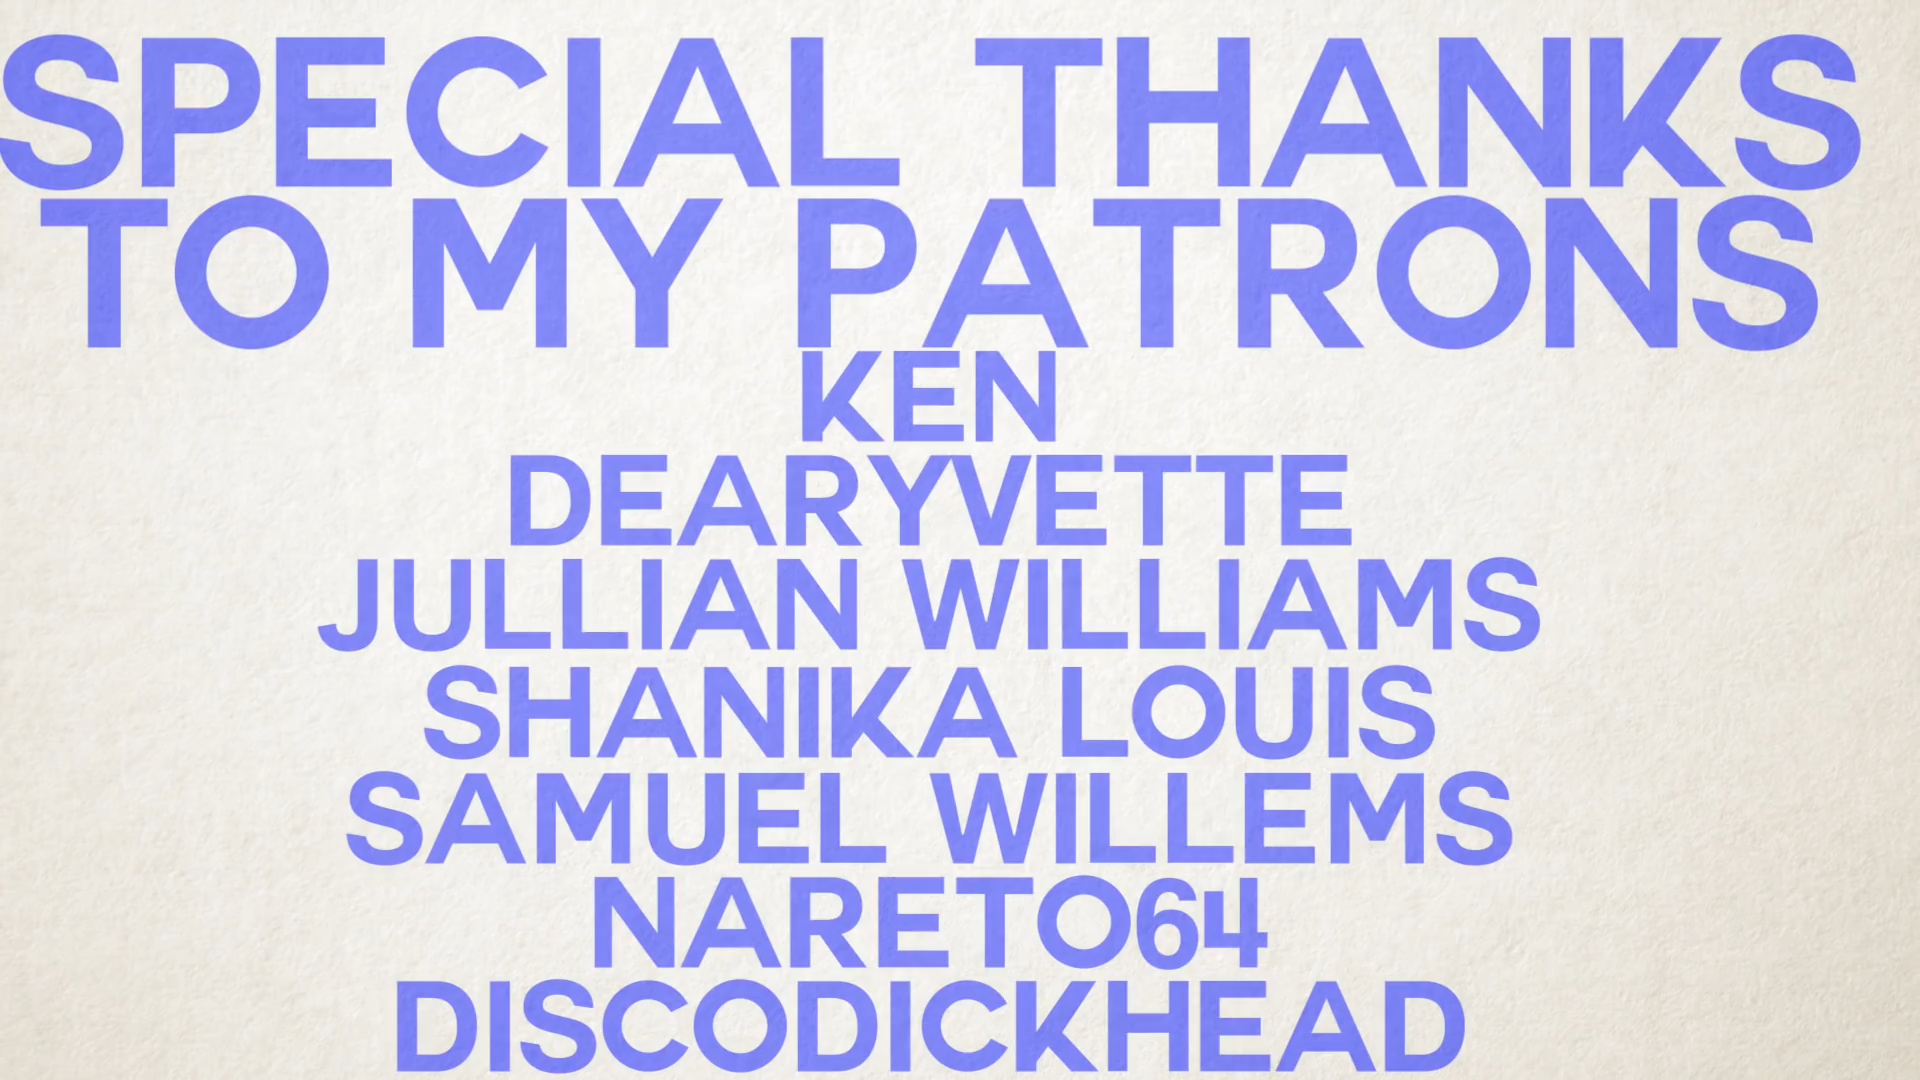 SPECIAL THANKS
TO MY PATRONS
KEN
DEARYVETTE
JULLIAN WILLIAMS
SHANIKA LOUIS
SAMUEL WILLEMS
NARETO64
DISCODICKHEAD